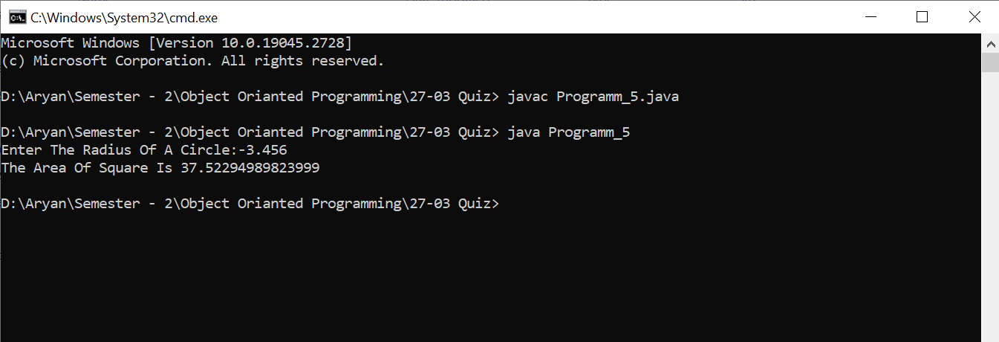 C:\Windows\System32\cmd.exe
Microsoft Windows [Version 10.0.19045.2728]
(c) Microsoft Corporation. All rights reserved.
D:\Aryan\Semester - 2\Object Orianted Programming\27-03 Quiz> javac Programm_5.java
D:\Aryan\Semester - 2\Object Orianted Programming\27-03 Quiz> java Programm_5
Enter The Radius Of A Circle:-3.456
The Area Of Square Is 37.52294989823999
D:\Aryan\Semester - 2\Object Orianted Programming\27-03 Quiz>